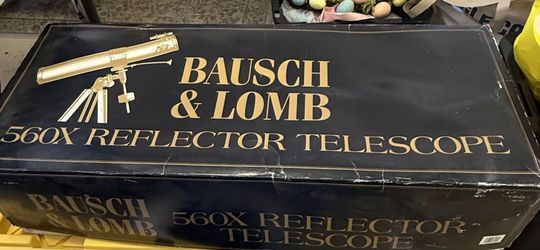 BAUSCH
& LOMB
560X REFLECTOR TELESCOPE
BAUSCH
& LOMB
560X REFLECTOR
TELESCOPE